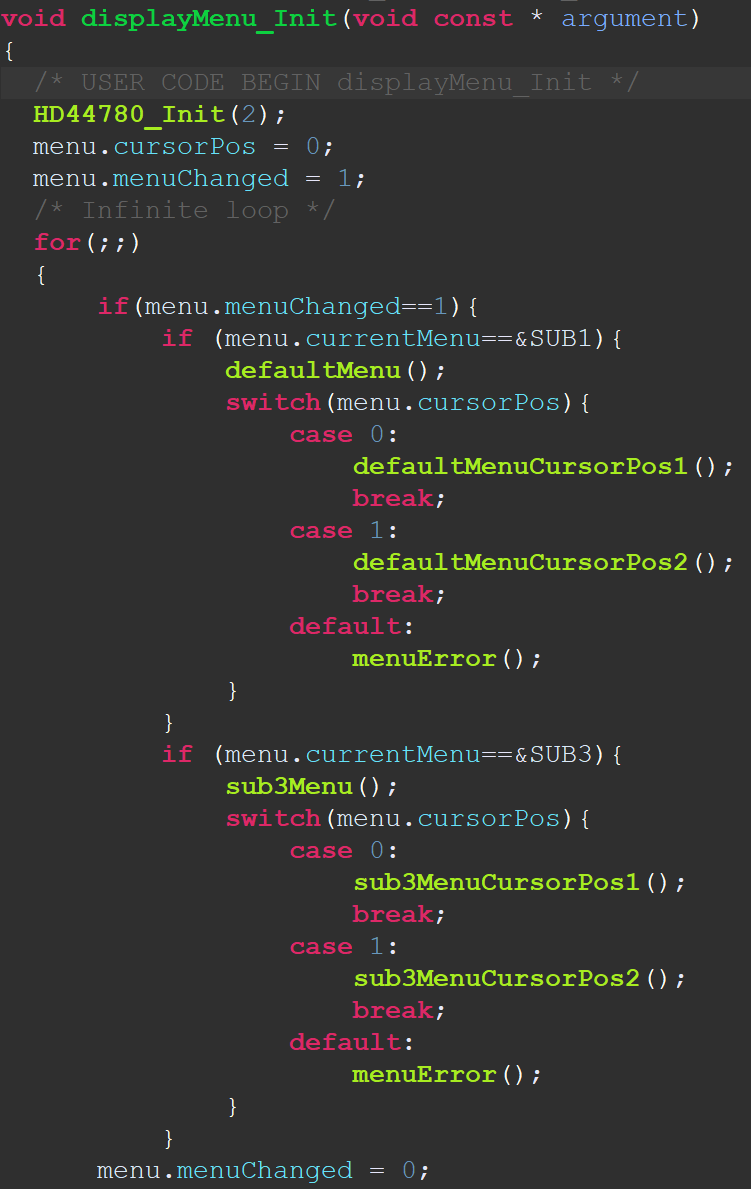 void displayMenu_Init(void const * argument)
{
  /* USER CODE BEGIN displayMenu_Init */
  HD44780_Init(2);
  menu.cursorPos = 0;
  menu.menuChanged = 1;
  /* Infinite loop */
  for(;;)
  {
      if(menu.menuChanged==1){
          if (menu.currentMenu==&SUB1){
              defaultMenu();
              switch(menu.cursorPos){
                  case 0:
                      defaultMenuCursorPos1();
                      break;
                  case 1:
                      defaultMenuCursorPos2();
                      break;
                  default:
                      menuError();
              }
          }
          if (menu.currentMenu==&SUB3){
              sub3Menu();
              switch(menu.cursorPos){
                  case 0:
                      sub3MenuCursorPos1();
                      break;
                  case 1:
                      sub3MenuCursorPos2();
                      break;
                  default:
                      menuError();
              }
          }
      menu.menuChanged = 0;